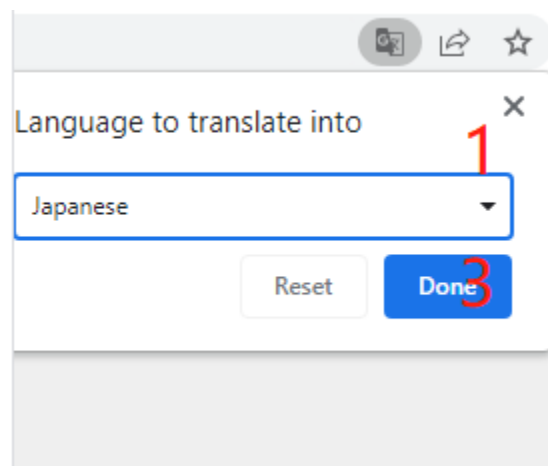 Language to translate into
1
Japanese
Reset Done
3